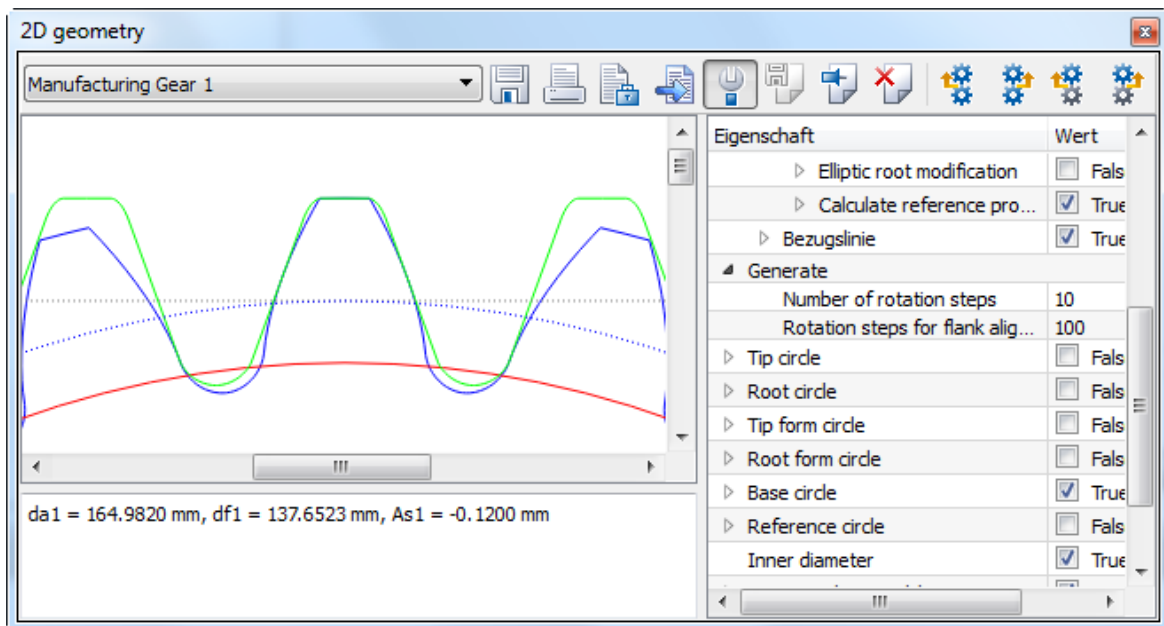 2D geometry
Manufacturing Gear 1
Eigenschaft Wert
Elliptic root modification Fals
Calculate reference pro... True
Bezugslinie True
Generate
Number of rotation steps 10
Rotation steps for flank alig... 100
Tip circle Fals
Root circle Fals
Tip form circle Fals
Root form circle Fals
Base circle True
Reference circle Fals
Inner diameter True
da1 = 164.9820 mm, df1 = 137.6523 mm, As1 = -0.1200 mm